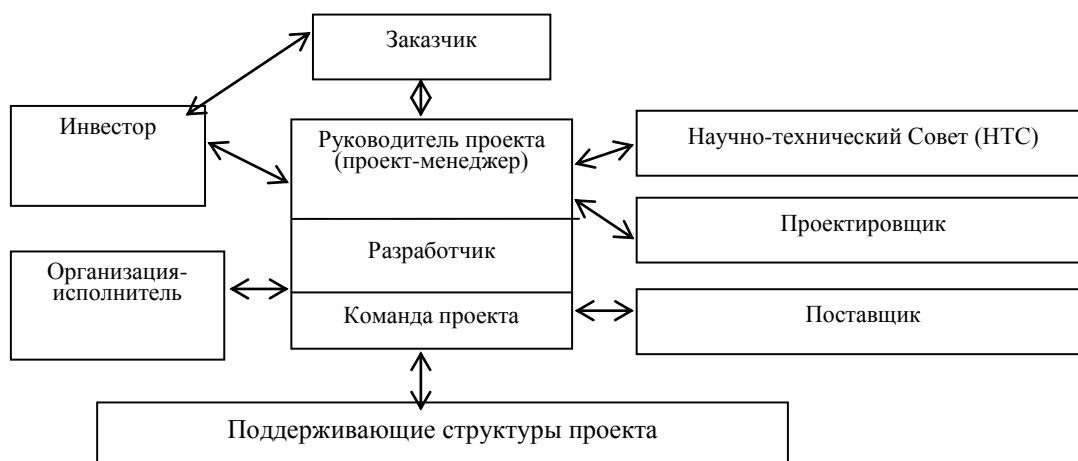 Заказчик
Инвестор
Руководитель проекта
(проект-менеджер)
Научно-технический Совет (НТС)
Проектировщик
Разработчик
Организация-
исполнитель
Команда проекта
Поставщик
Поддерживающие структуры проекта